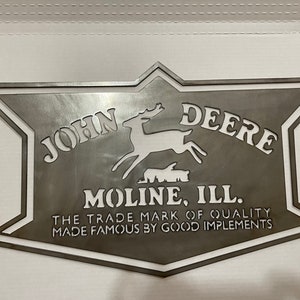 JOHN DEERE
MOLINE, ILL.
THE TRADE MARK OF QUALITY
MADE FAMOUS BY GOOD IMPLEMENTS